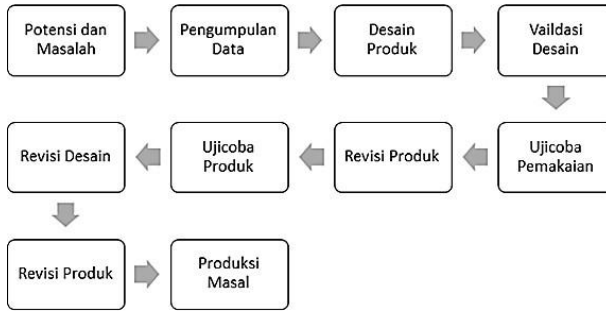 Potensi dan
Masalah
Pengumpulan
Data
Desain
Produk
Vaildasi
Desain
Revisi Desain
Ujicoba
Produk
Revisi Produk
Ujicoba
Pemakaian
Revisi Produk
Produksi
Masal